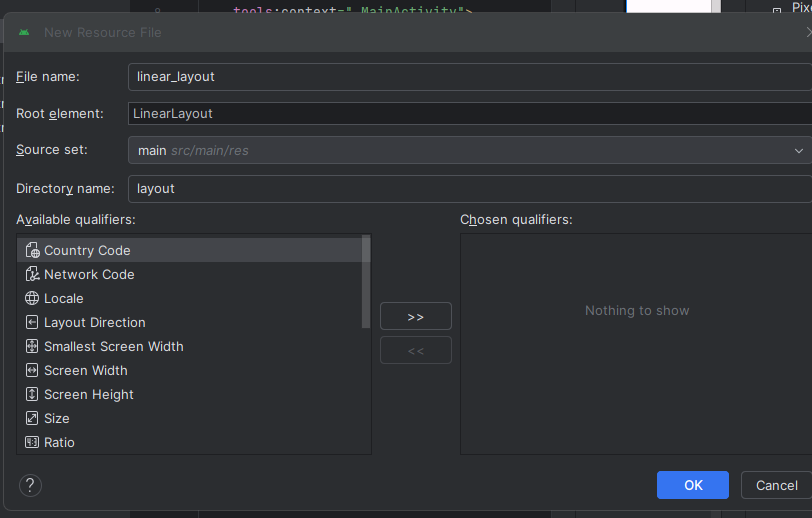 tools:context=".MainActivity">
New Resource File
File name: linear_layout
Root element: LinearLayout
Source set: main src/main/res
Directory name: layout
Available qualifiers: Chosen qualifiers:
Country Code
Network Code
Locale
Layout Direction
Nothing to show
>>
Smallest Screen Width
<<
Screen Width
Screen Height
Size
Ratio
?
OK Cancel